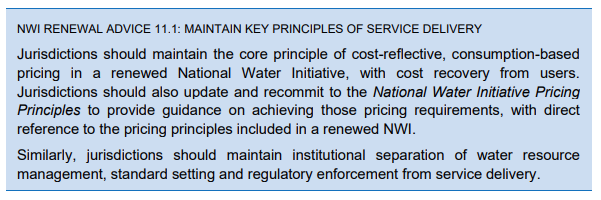 NWI RENEWAL ADVICE 11.1: MAINTAIN KEY PRINCIPLES OF SERVICE DELIVERY
Jurisdictions should maintain the core principle of cost-reflective, consumption-based
pricing in a renewed National Water Initiative, with cost recovery from users.
Jurisdictions should also update and recommit to the National Water Initiative Pricing
Principles to provide guidance on achieving those pricing requirements, with direct
reference to the pricing principles included in a renewed NWI.
Similarly, jurisdictions should maintain institutional separation of water resource
management, standard setting and regulatory enforcement from service delivery.